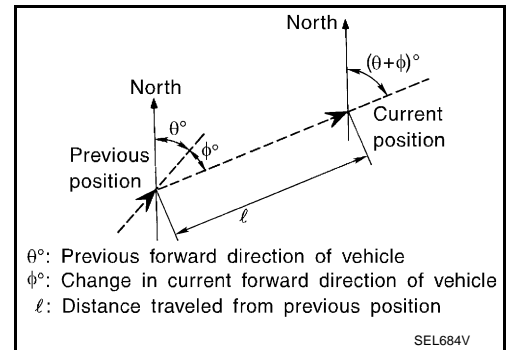 North
(θ+ϕ)°
North
θ°
ϕ°
Current
position
Previous
position
ℓ
θ°: Previous forward direction of vehicle
ϕ°: Change in current forward direction of vehicle
ℓ: Distance traveled from previous position
SEL684V